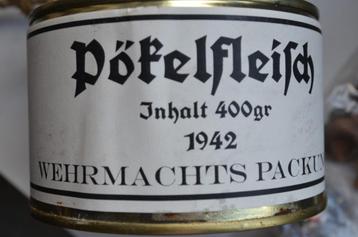 Pökelfleisch
Inhalt 400gr
1942
WEHRMACHTS PACKUN